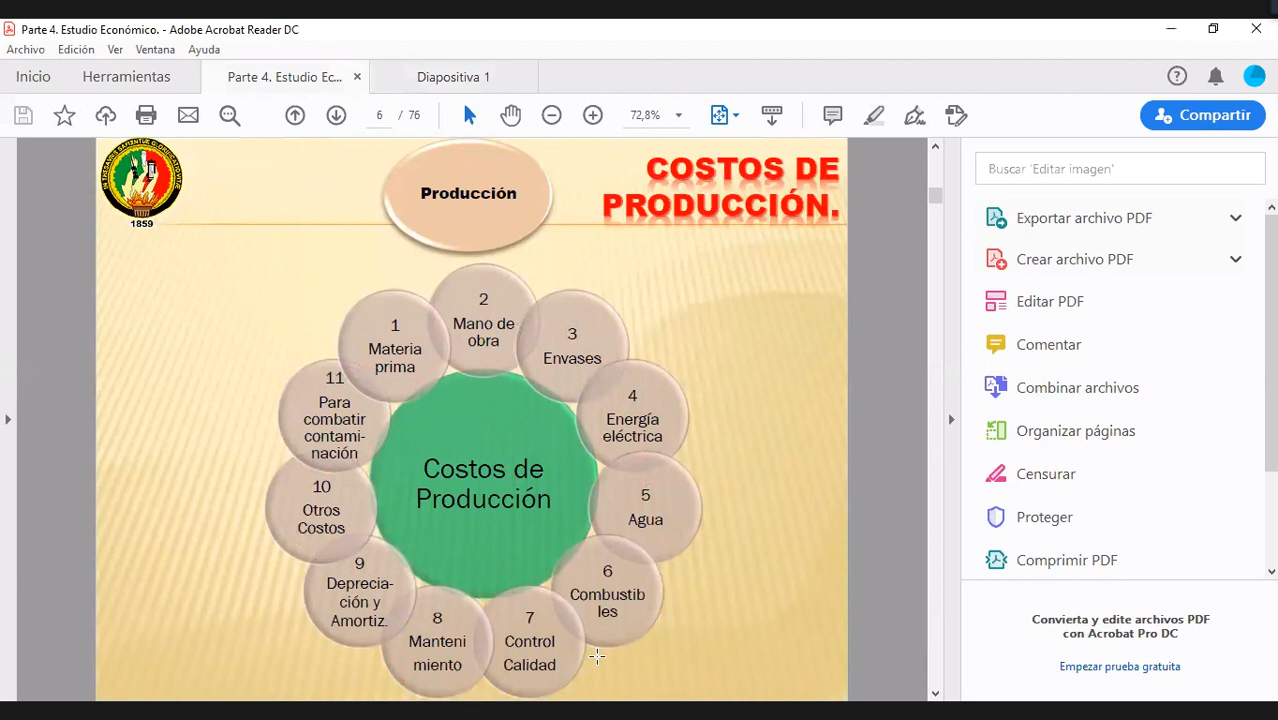 Parte 4. Estudio Económico. - Adobe Acrobat Reader DC
Archivo Edición Ver Ventana Ayuda
Inicio Herramientas Parte 4. Estudio Ec... Diapositiva 1
6 / 76 72,8% Compartir
Producción
COSTOS DE
PRODUCCIÓN.
1859
1
Materia
prima
2
Mano de
obra
3
Envases
4
Energía
eléctrica
5
Agua
6
Combustib
les
7
Control
Calidad
8
Manteni
miento
9
Deprecia-
ción y
Amortiz.
10
Otros
Costos
11
Para
combatir
contami-
nación
Costos de
Producción
Buscar 'Editar imagen'
Exportar archivo PDF
Crear archivo PDF
Editar PDF
Comentar
Combinar archivos
Organizar páginas
Censurar
Proteger
Comprimir PDF
Convierta y edite archivos PDF
con Acrobat Pro DC
Empezar prueba gratuita